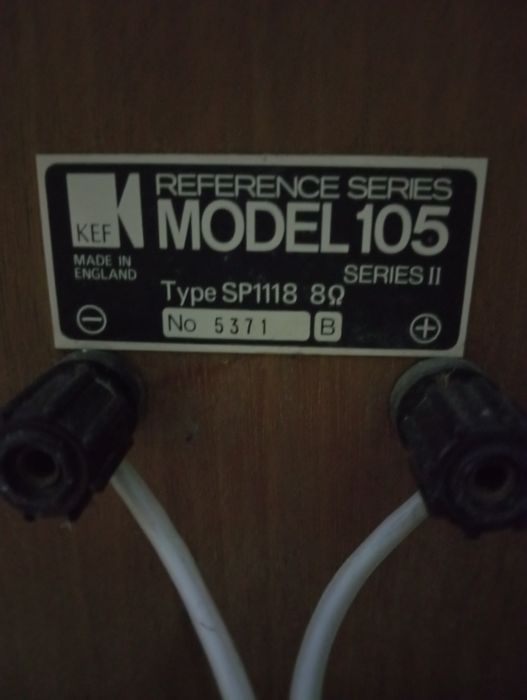 REFERENCE SERIES
KEF
MODEL 105
MADE IN
ENGLAND
SERIES II
Type SP1118 8Ω
No 5371 B
⊖ ⊕